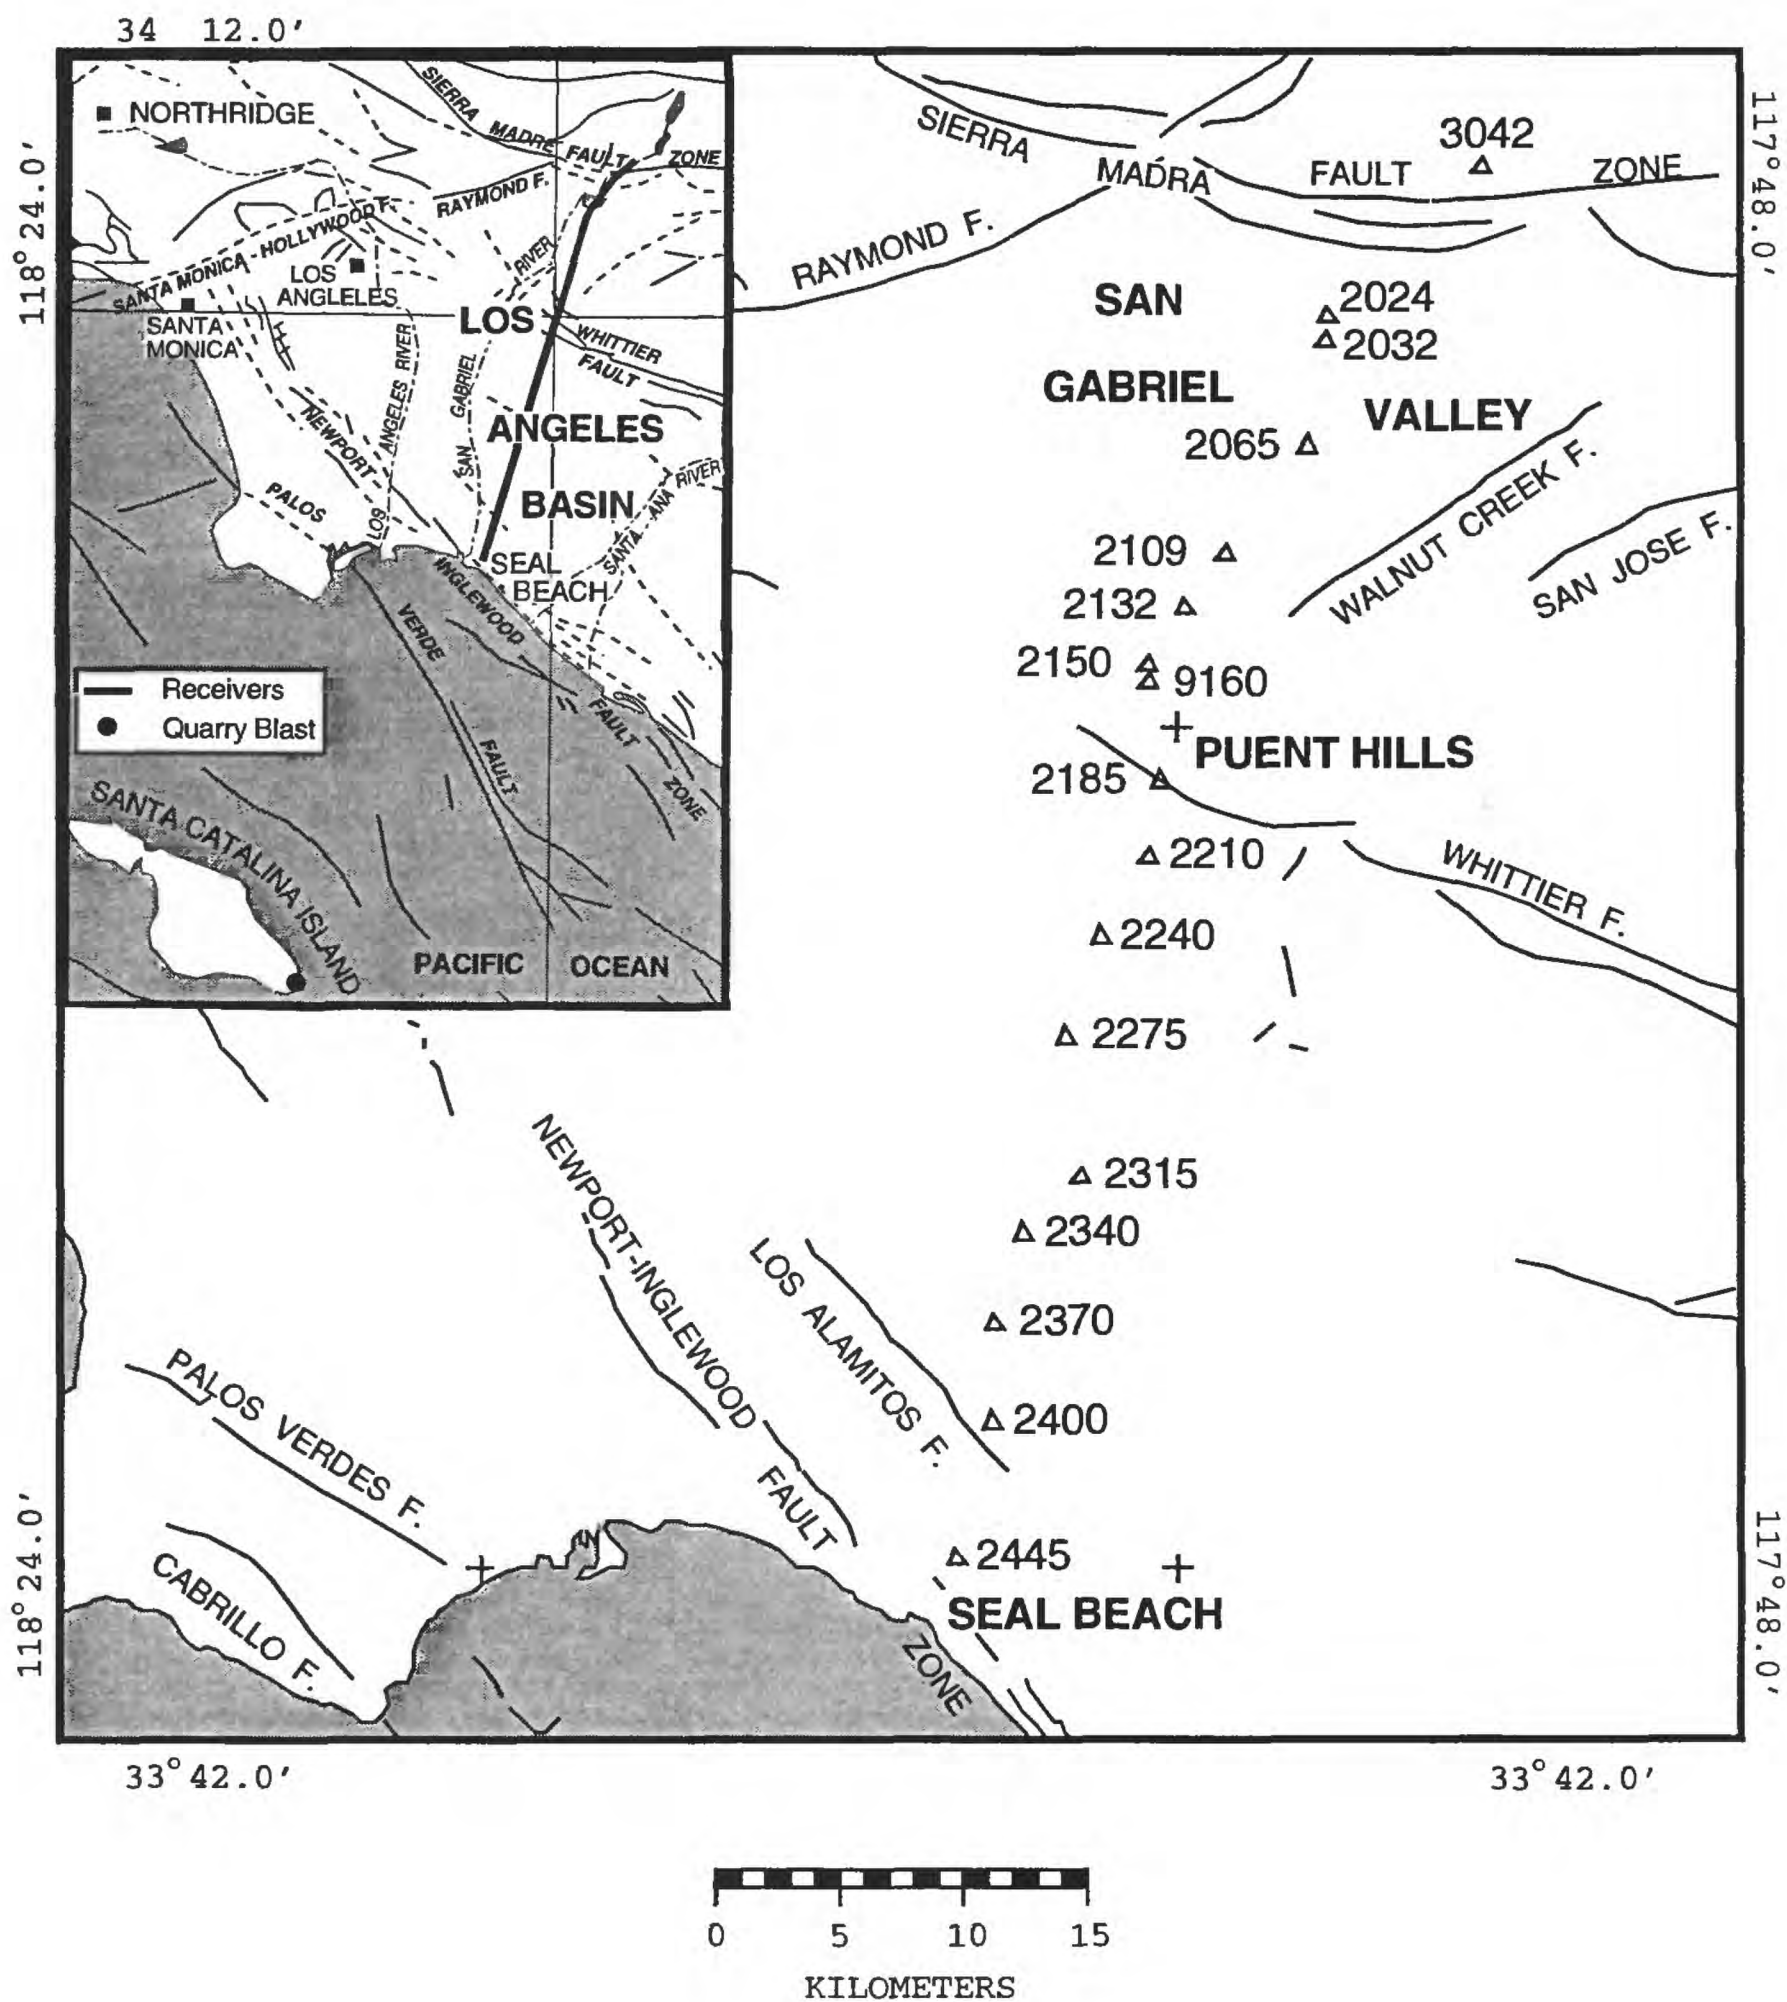 34 12.0'
118°24.0'
117°48.0'
NORTHRIDGE
SIERRA
MADRE
FAULT
ZONE
RAYMOND F.
SANTA MONICA - HOLLYWOOD F.
LOS
ANGLELES
SANTA
MONICA
RIVER
LOS
WHITTIER
FAULT
ANGELES RIVER
SAN GABRIEL
NEWPORT
ANGELES
BASIN
PALOS
LOS
SANTA ANA RIVER
SEAL
BEACH
INGLEWOOD
VERDE
FAULT
FAULT
ZONE
Receivers
Quarry Blast
SANTA CATALINA ISLAND
PACIFIC OCEAN
SIERRA
MADRA
FAULT
ZONE
3042
RAYMOND F.
SAN
2024
2032
GABRIEL
VALLEY
2065
WALNUT CREEK F.
SAN JOSE F.
2109
2132
2150
9160
PUENT HILLS
2185
2210
WHITTIER F.
2240
2275
NEWPORT-INGLEWOOD
FAULT
ZONE
2315
2340
LOS ALAMITOS F.
2370
2400
PALOS VERDES F.
CABRILLO F.
2445
SEAL BEACH
118°24.0'
117°48.0'
33°42.0'
33°42.0'
0 5 10 15
KILOMETERS